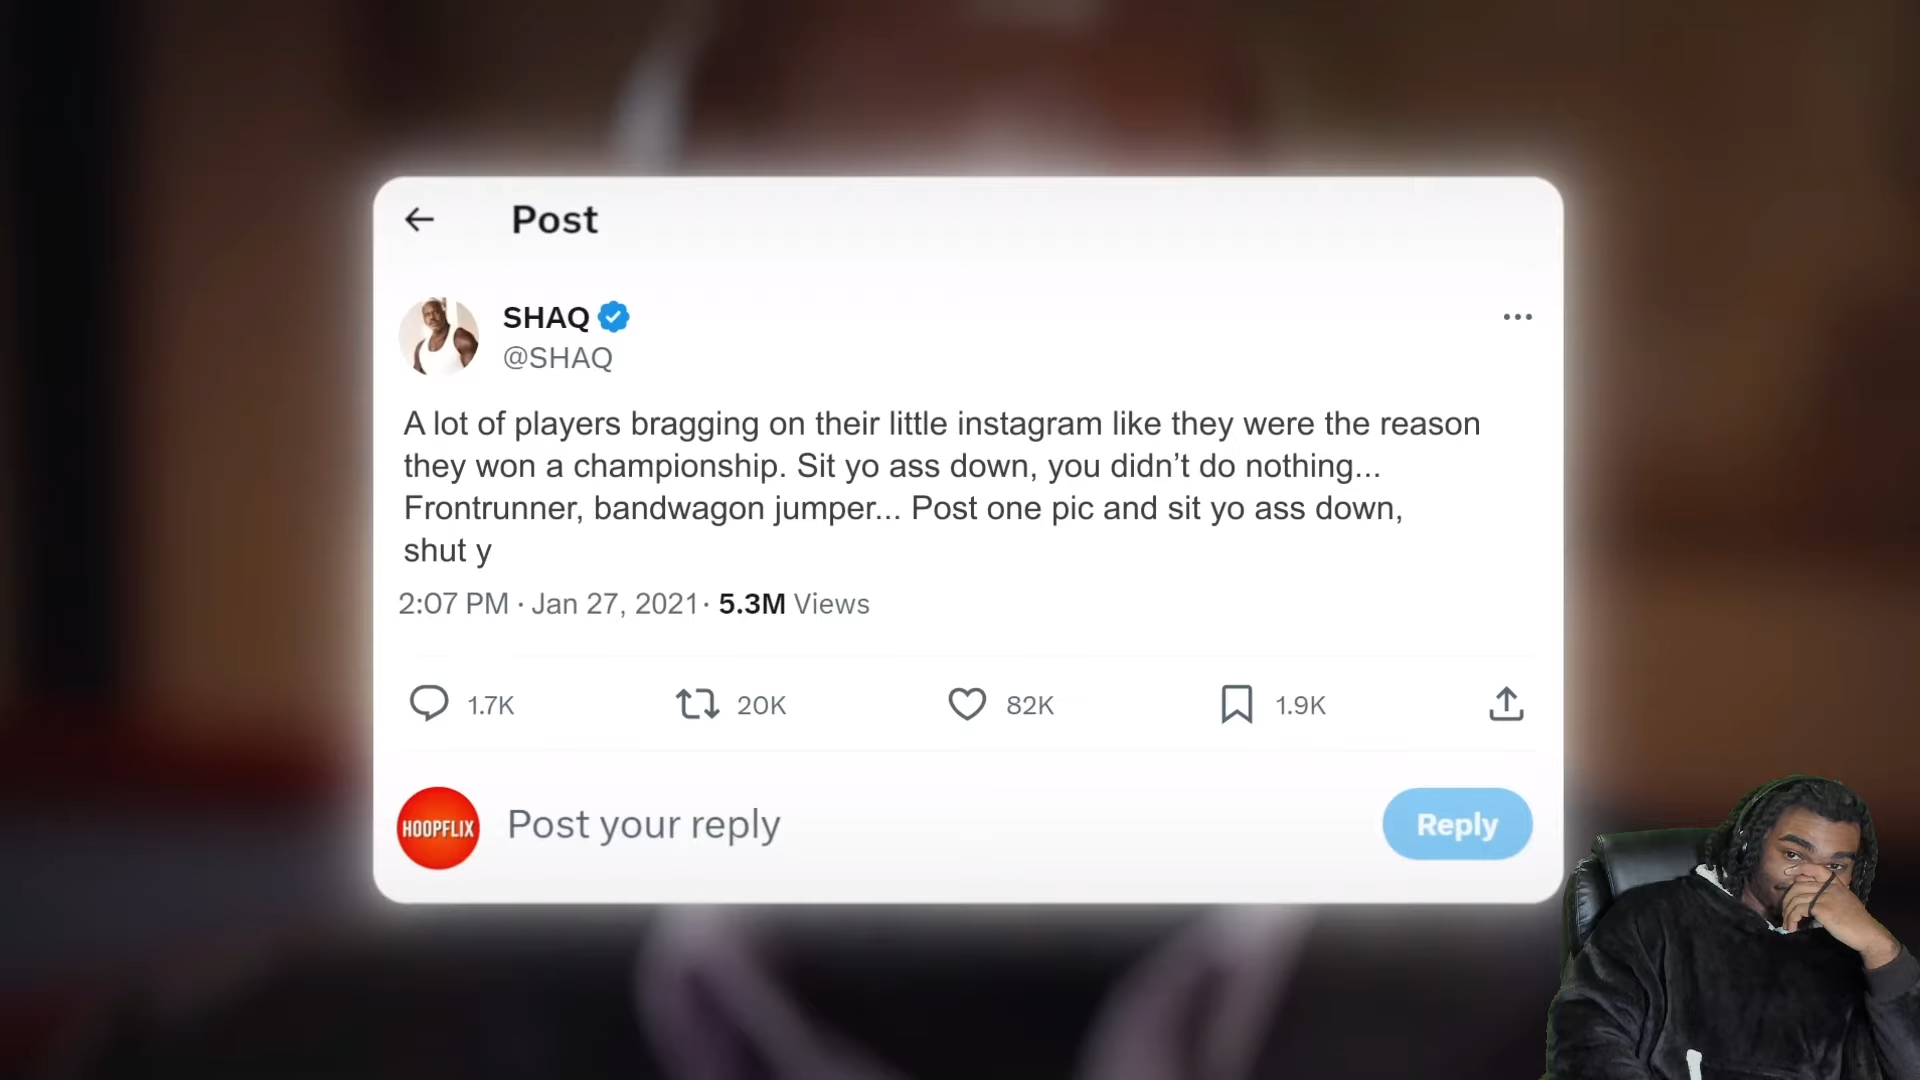 Post
SHAQ
@SHAQ
A lot of players bragging on their little instagram like they were the reason
they won a championship. Sit yo ass down, you didn’t do nothing...
Frontrunner, bandwagon jumper... Post one pic and sit yo ass down,
shut y
2:07 PM · Jan 27, 2021 · 5.3M Views
1.7K 20K 82K 1.9K
HOOPFLIX Post your reply Reply